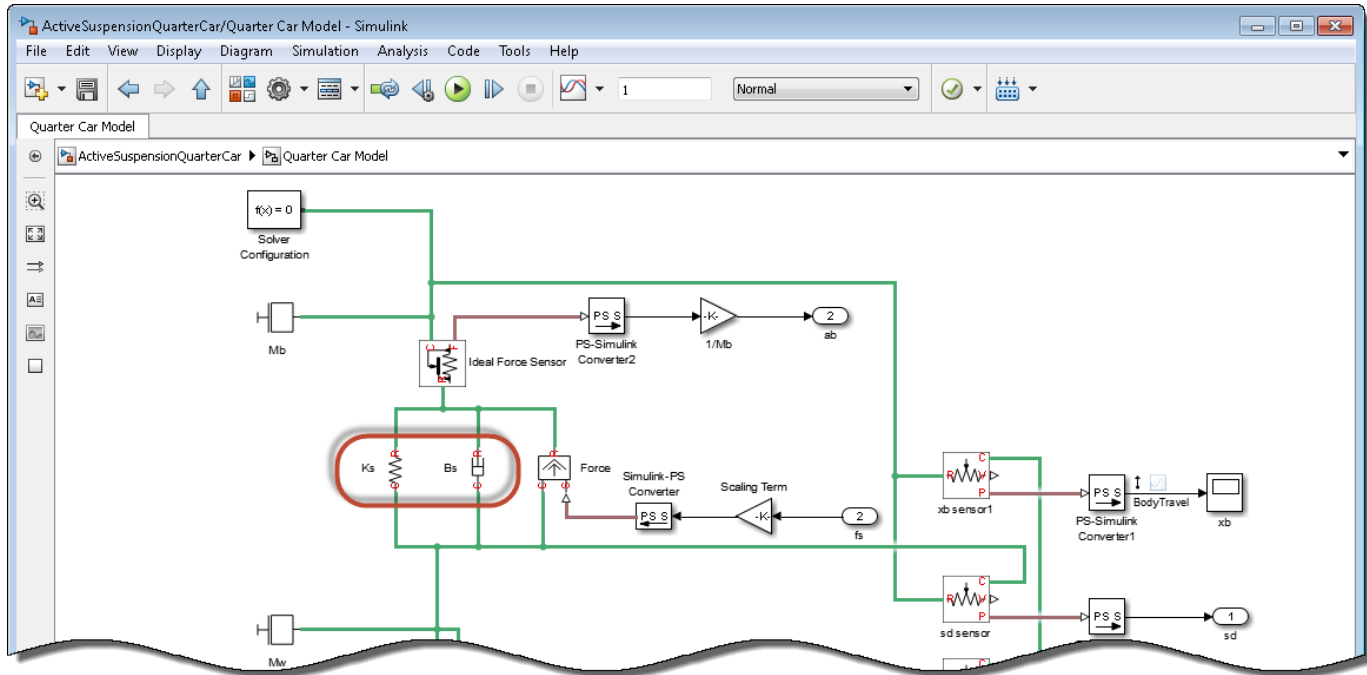 ActiveSuspensionQuarterCar/Quarter Car Model - Simulink
File Edit View Display Diagram Simulation Analysis Code Tools Help
1 Normal
Quarter Car Model
ActiveSuspensionQuarterCar Quarter Car Model
f(x) = 0
Solver
Configuration
Mb
C F
R
Ideal Force Sensor
PS S
PS-Simulink
Converter2
-K-
1/Mb
2
ab
Ks
R
C
Bs
R
C
R
C S
Force
Simulink-PS
Converter
PS S
Scaling Term
-K-
2
fs
R C
V
P
xb sensor1
PS S
PS-Simulink
Converter1
BodyTravel
xb
R C
V
P
sd sensor
PS S
1
sd
Mw
C